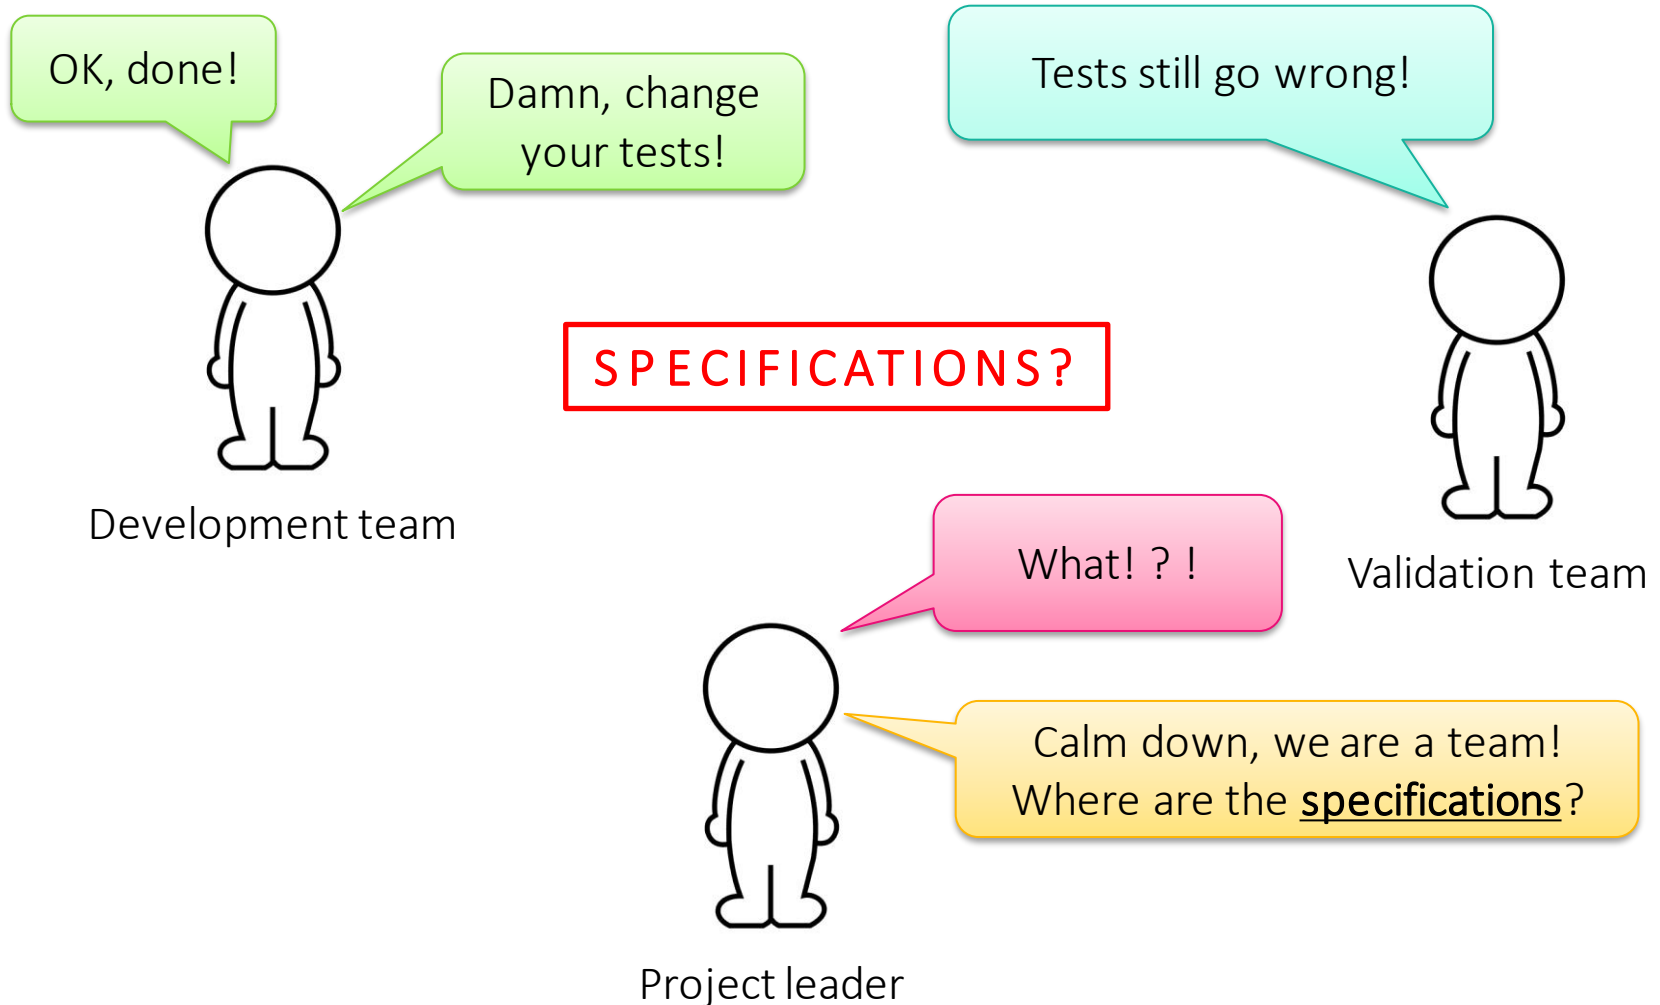 OK, done!
Damn, change
your tests!
Tests still go wrong!
SPECIFICATIONS?
Development team
What! ? !
Validation team
Calm down, we are a team!
Where are the specifications?
Project leader